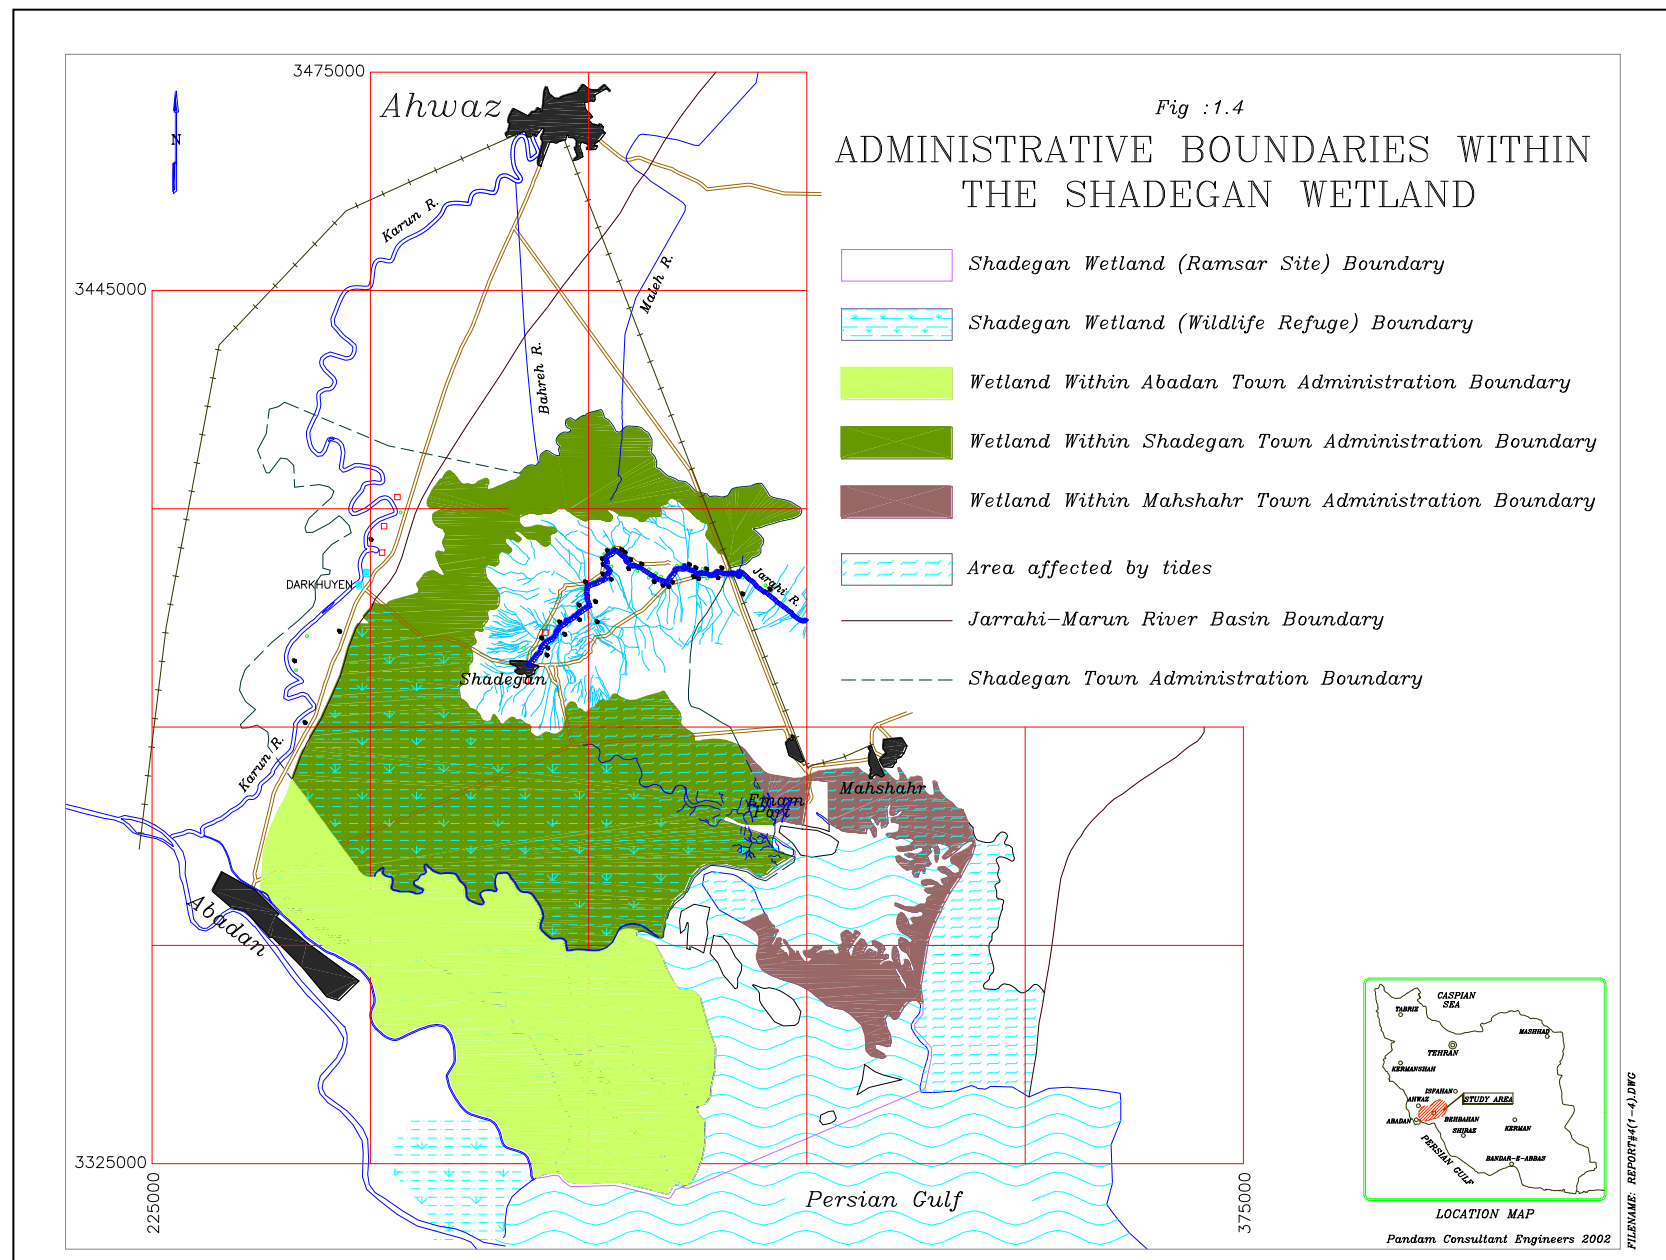 Fig :1.4
ADMINISTRATIVE BOUNDARIES WITHIN
THE SHADEGAN WETLAND
Shadegan Wetland (Ramsar Site) Boundary
Shadegan Wetland (Wildlife Refuge) Boundary
Wetland Within Abadan Town Administration Boundary
Wetland Within Shadegan Town Administration Boundary
Wetland Within Mahshahr Town Administration Boundary
Area affected by tides
Jarrahi-Marun River Basin Boundary
Shadegan Town Administration Boundary
3475000
Ahwaz
N
Karun R.
3445000
Maleh R.
Bahreh R.
DARKHUYEN
Jarahi R.
Shadegan
Karun R.
Mahshahr
Emam
Port
Abadan
3325000
225000
375000
Persian Gulf
CASPIAN
SEA
TABRIZ
MASHHAD
TEHRAN
KERMANSHAH
ISFAHAN
AHWAZ
STUDY AREA
ABADAN
BEHBAHAN
SHIRAZ
KERMAN
PERSIAN GULF
BANDAR-E-ABBAS
LOCATION MAP
Pandam Consultant Engineers 2002
FILENAME: REPORT#4(1-4).DWG